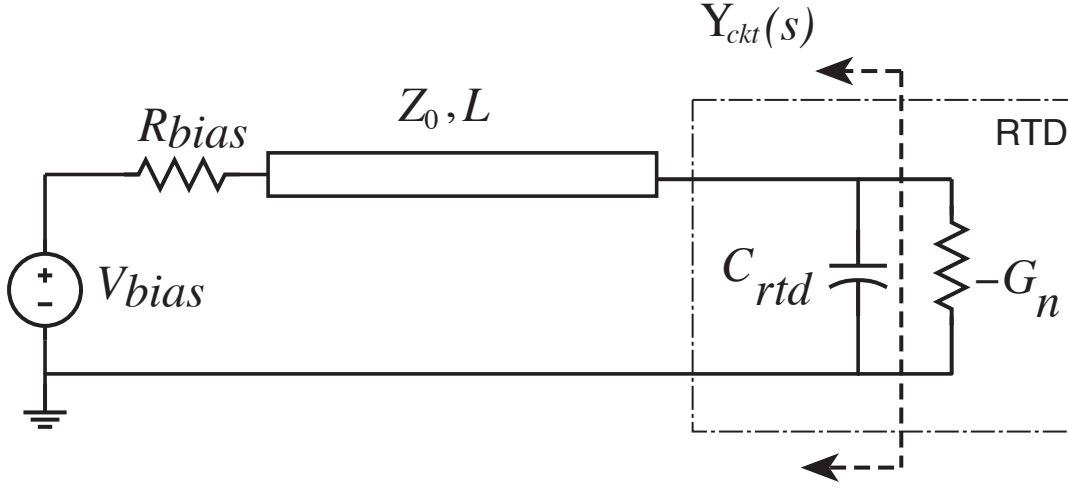 Y_ckt(s)
Z_0, L
RTD
R_bias
C_rtd
-G_n
+
-
V_bias